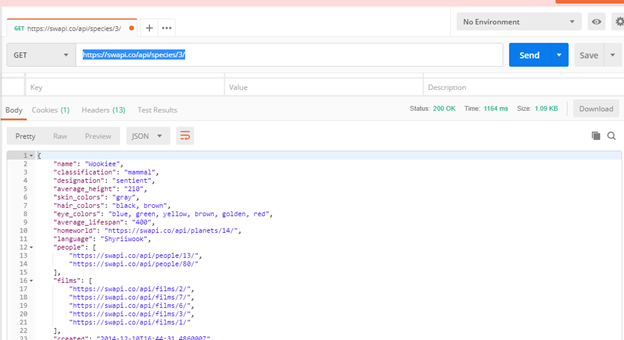 GET https://swapi.co/api/species/3/
No Environment
GET https://swapi.co/api/species/3/ Send Save
Key Value Description
Body Cookies (1) Headers (13) Test Results Status: 200 OK Time: 1164 ms Size: 1.09 KB Download
Pretty Raw Preview JSON
1 {
2 "name": "Wookiee",
3 "classification": "mammal",
4 "designation": "sentient",
5 "average_height": "210",
6 "skin_colors": "gray",
7 "hair_colors": "black, brown",
8 "eye_colors": "blue, green, yellow, brown, golden, red",
9 "average_lifespan": "400",
10 "homeworld": "https://swapi.co/api/planets/14/",
11 "language": "Shyriiwook",
12 "people": [
13 "https://swapi.co/api/people/13/",
14 "https://swapi.co/api/people/80/"
15 ],
16 "films": [
17 "https://swapi.co/api/films/2/",
18 "https://swapi.co/api/films/7/",
19 "https://swapi.co/api/films/6/",
20 "https://swapi.co/api/films/3/",
21 "https://swapi.co/api/films/1/"
22 ],
23 "created": "2014-12-10T16:44:31.486000Z",